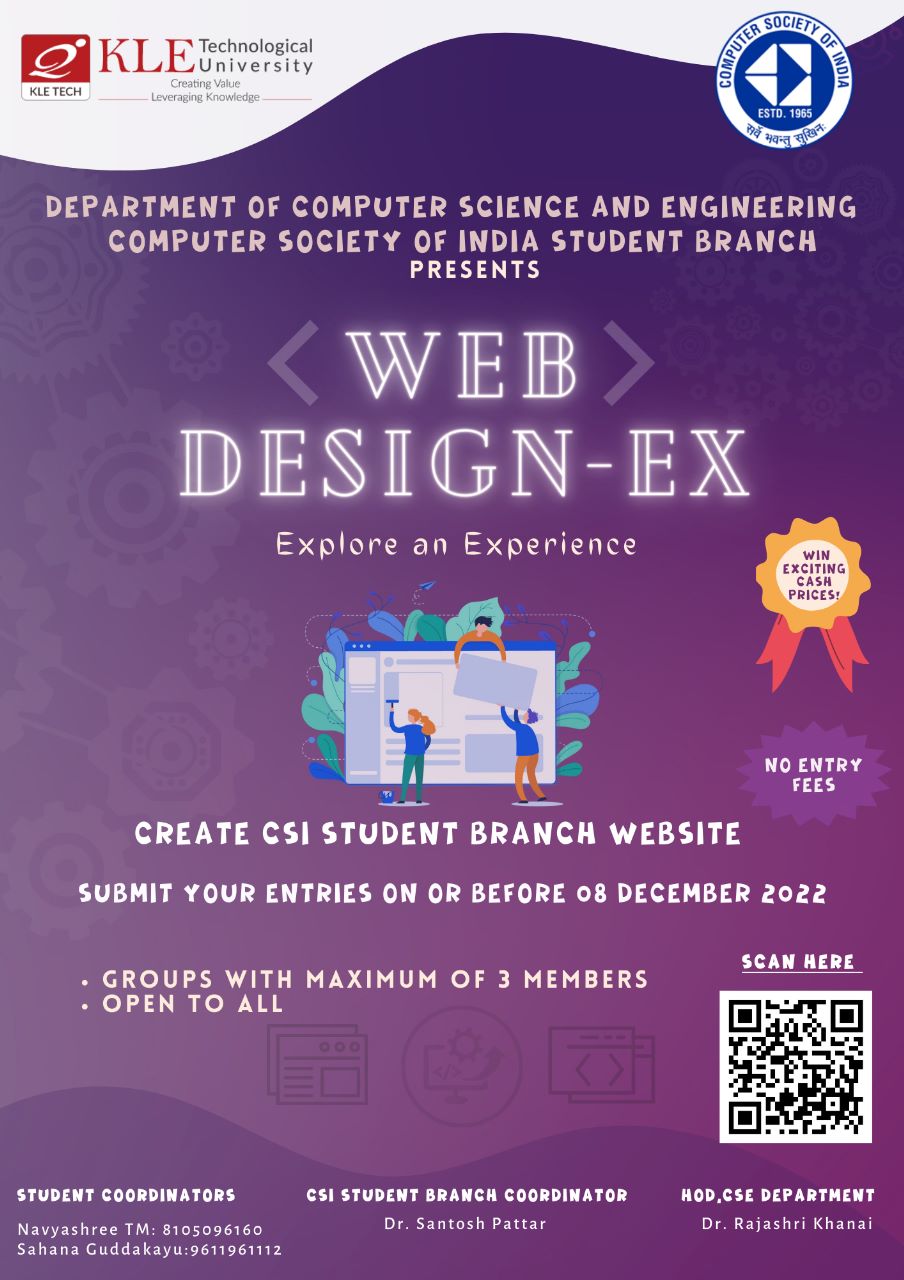 KLE TECH
KLE Technological
University
Creating Value
Leveraging Knowledge
COMPUTER SOCIETY OF INDIA
ESTD. 1965
सर्वे भवन्तु सुखिनः
DEPARTMENT OF COMPUTER SCIENCE AND ENGINEERING
COMPUTER SOCIETY OF INDIA STUDENT BRANCH
PRESENTS
< WEB >
DESIGN-EX
Explore an Experience
WIN
EXCITING
CASH
PRICES!
NO ENTRY
FEES
CREATE CSI STUDENT BRANCH WEBSITE
SUBMIT YOUR ENTRIES ON OR BEFORE 08 DECEMBER 2022
SCAN HERE
• GROUPS WITH MAXIMUM OF 3 MEMBERS
• OPEN TO ALL
</>
STUDENT COORDINATORS
Navyashree TM: 8105096160
Sahana Guddakayu:9611961112
CSI STUDENT BRANCH COORDINATOR
Dr. Santosh Pattar
HOD,CSE DEPARTMENT
Dr. Rajashri Khanai